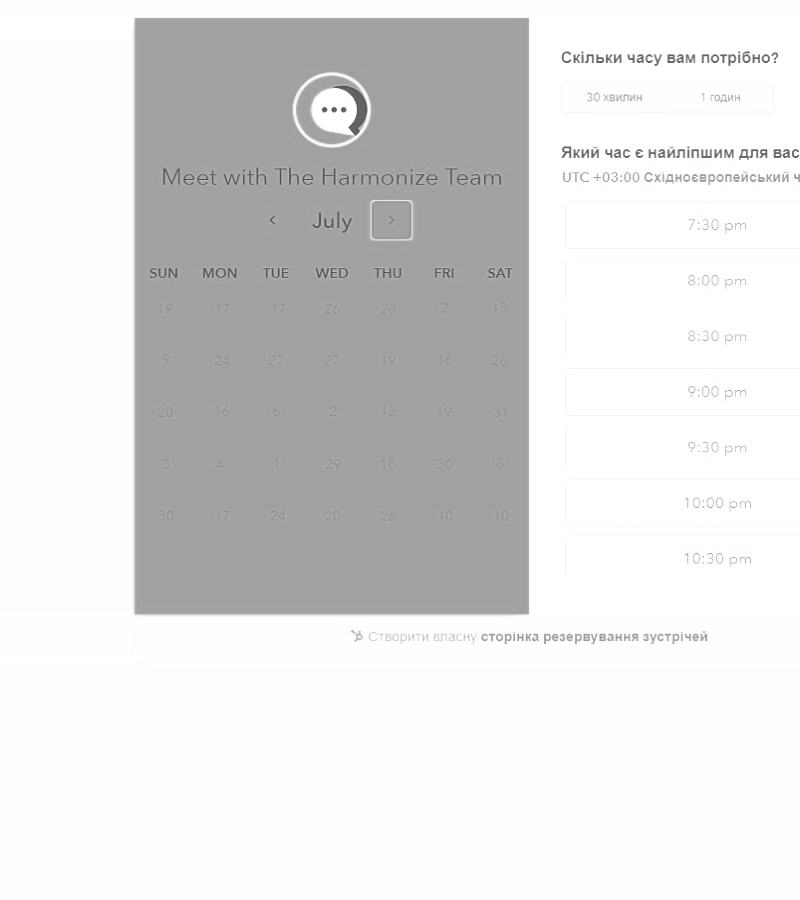 Meet with The Harmonize Team
July
SUN MON TUE WED THU FRI SAT
19 17 17 26 28 2 13
9 24 27 27 19 16 28
20 16 6 2 13 19 31
3 4 1 29 18 30 8
30 17 24 20 26 10 10
Скільки часу вам потрібно?
30 хвилин 1 годин
Який час є найліпшим для вас
UTC +03:00 Східноєвропейський ч
7:30 pm
8:00 pm
8:30 pm
9:00 pm
9:30 pm
10:00 pm
10:30 pm
Створити власну сторінка резервування зустрічей